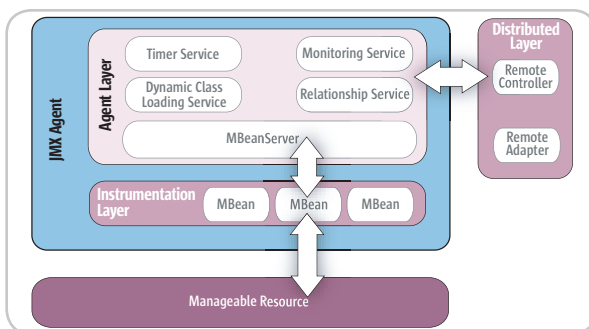 JMX Agent
Agent Layer
Timer Service
Monitoring Service
Dynamic Class
Loading Service
Relationship Service
MBeanServer
Instrumentation
Layer
MBean
MBean
MBean
Distributed
Layer
Remote
Controller
Remote
Adapter
Manageable Resource